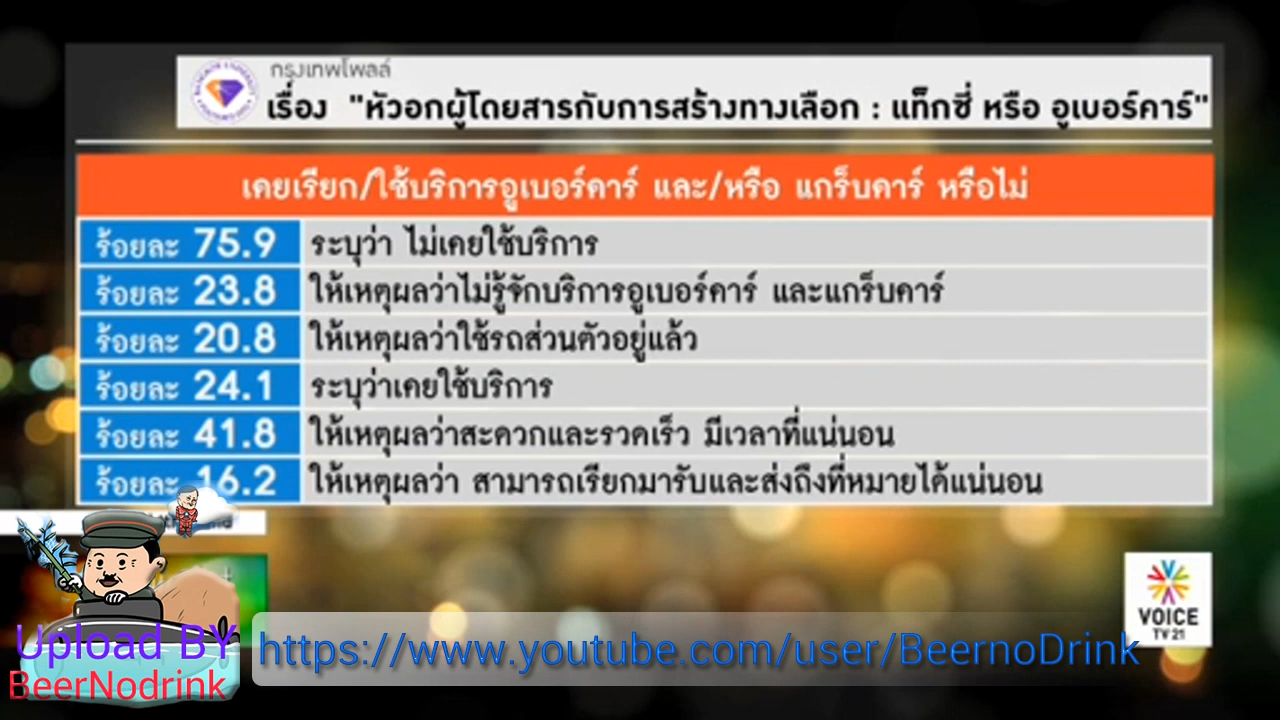 กรุงเทพโพลล์
เรื่อง "หัวอกผู้โดยสารกับการสร้างทางเลือก : แท็กซี่ หรือ อูเบอร์คาร์"
เคยเรียก/ใช้บริการอูเบอร์คาร์ และ/หรือ แกร็บคาร์ หรือไม่
ร้อยละ 75.9 ระบุว่า ไม่เคยใช้บริการ
ร้อยละ 23.8 ให้เหตุผลว่าไม่รู้จักบริการอูเบอร์คาร์ และแกร็บคาร์
ร้อยละ 20.8 ให้เหตุผลว่าใช้รถส่วนตัวอยู่แล้ว
ร้อยละ 24.1 ระบุว่าเคยใช้บริการ
ร้อยละ 41.8 ให้เหตุผลว่าสะดวกและรวดเร็ว มีเวลาที่แน่นอน
ร้อยละ 16.2 ให้เหตุผลว่า สามารถเรียกมารับและส่งถึงที่หมายได้แน่นอน
VOICE
TV 21
Upload BY
BeerNodrink
https://www.youtube.com/user/BeernoDrink